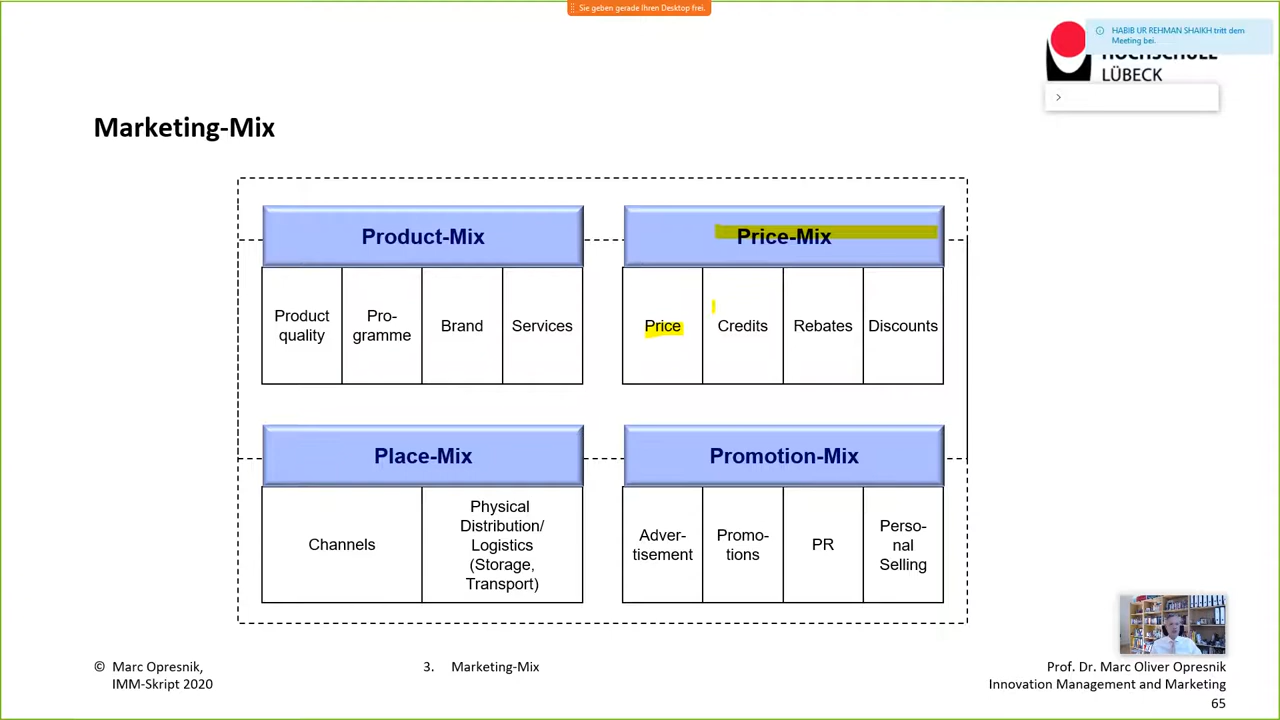 Sie geben gerade Ihren Desktop frei.
HABIB UR REHMAN SHAIKH tritt dem
Meeting bei.
HOCHSCHULE
LÜBECK
Marketing-Mix
Product-Mix
Price-Mix
Product
quality
Pro-
gramme
Brand
Services
Price
Credits
Rebates
Discounts
Place-Mix
Promotion-Mix
Channels
Physical
Distribution/
Logistics
(Storage,
Transport)
Adver-
tisement
Promo-
tions
PR
Perso-
nal
Selling
© Marc Opresnik,
IMM-Skript 2020
3. Marketing-Mix
Prof. Dr. Marc Oliver Opresnik
Innovation Management and Marketing
65